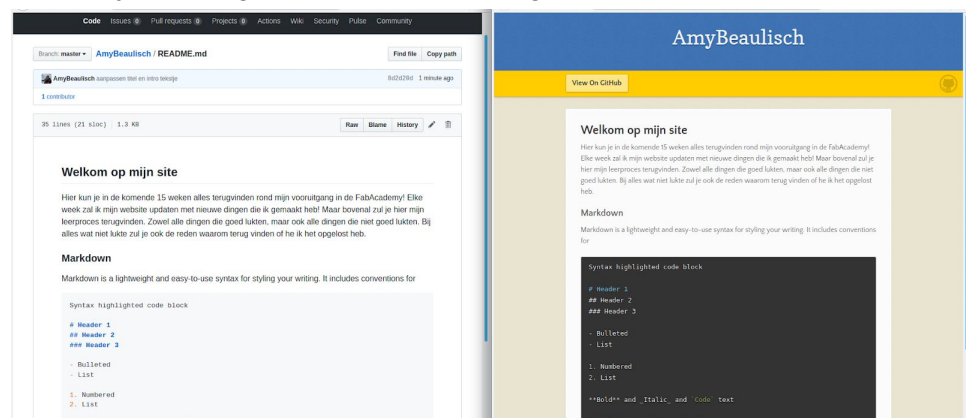 Code Issues 0 Pull requests 0 Projects 0 Actions Wiki Security Pulse Community
Branch: master AmyBeaulisch / README.md Find file Copy path
AmyBeaulisch aanpassen titel en intro tekstje 8d2d28d 1 minute ago
1 contributor
35 lines (21 sloc) 1.3 KB Raw Blame History
Welkom op mijn site
Hier kun je in de komende 15 weken alles terugvinden rond mijn vooruitgang in de FabAcademy! Elke
week zal ik mijn website updaten met nieuwe dingen die ik gemaakt heb! Maar bovenal zul je hier mijn
leerproces terugvinden. Zowel alle dingen die goed lukten, maar ook alle dingen die niet goed lukten. Bij
alles wat niet lukte zul je ook de reden waarom terug vinden of he ik het opgelost heb.
Markdown
Markdown is a lightweight and easy-to-use syntax for styling your writing. It includes conventions for
Syntax highlighted code block
# Header 1
## Header 2
### Header 3
- Bulleted
- List
1. Numbered
2. List
AmyBeaulisch
View On GitHub
Welkom op mijn site
Hier kun je in de komende 15 weken alles terugvinden rond mijn vooruitgang in de FabAcademy!
Elke week zal ik mijn website updaten met nieuwe dingen die ik gemaakt heb! Maar bovenal zul je
hier mijn leerproces terugvinden. Zowel alle dingen die goed lukten, maar ook alle dingen die niet
goed lukten. Bij alles wat niet lukte zul je ook de reden waarom terug vinden of he ik het opgelost
heb.
Markdown
Markdown is a lightweight and easy-to-use syntax for styling your writing. It includes conventions
for
Syntax highlighted code block
# Header 1
## Header 2
### Header 3
- Bulleted
- List
1. Numbered
2. List
**Bold** and _Italic_ and `Code` text